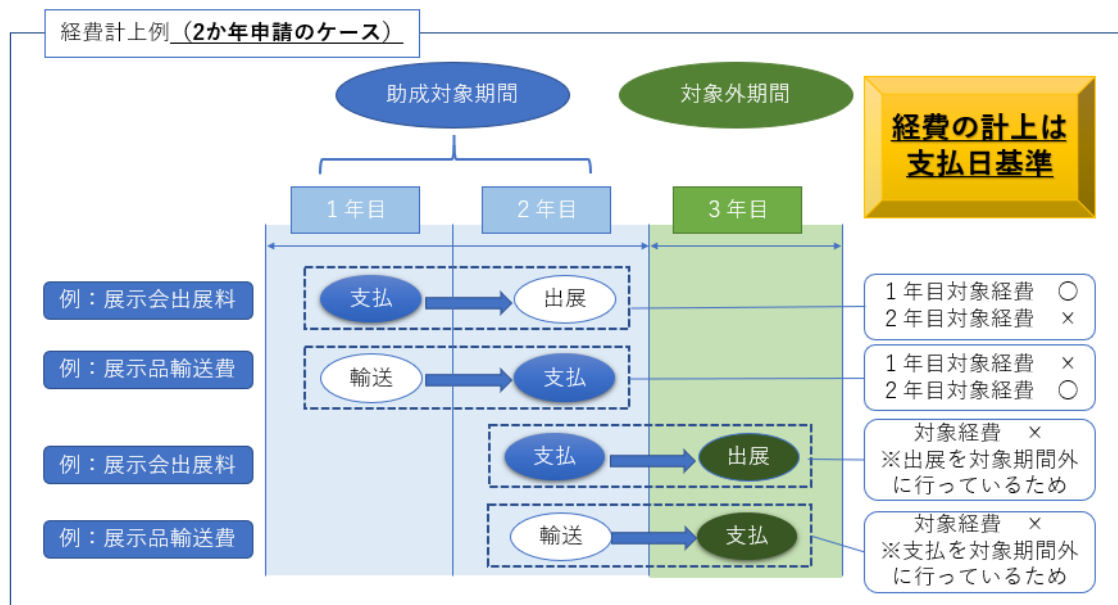 経費計上例（2か年申請のケース）
助成対象期間
対象外期間
経費の計上は
支払日基準
1年目
2年目
3年目
例：展示会出展料
支払
出展
1年目対象経費　○
2年目対象経費　×
例：展示品輸送費
輸送
支払
1年目対象経費　×
2年目対象経費　○
例：展示会出展料
支払
出展
対象経費　×
※出展を対象期間外
に行っているため
例：展示品輸送費
輸送
支払
対象経費　×
※支払を対象期間外
に行っているため